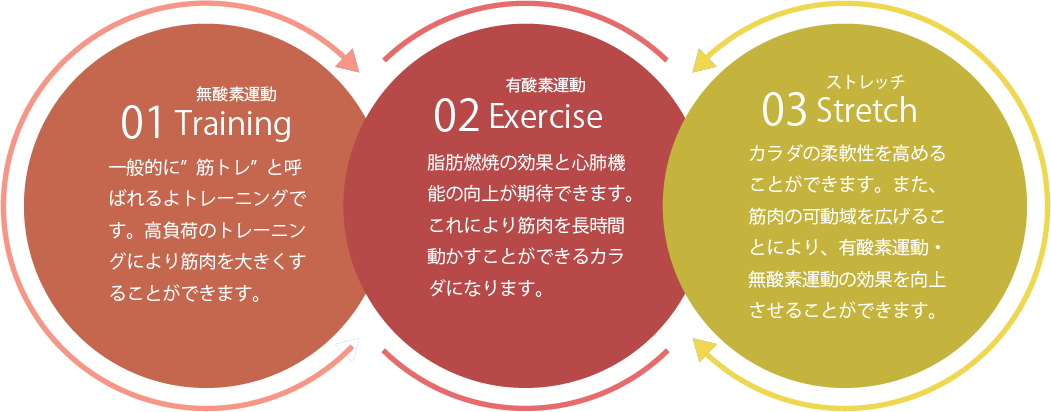 無酸素運動
01 Training
一般的に”筋トレ”と呼
ばれるよトレーニングで
す。高負荷のトレーニン
グにより筋肉を大きくす
ることができます。
有酸素運動
02 Exercise
脂肪燃焼の効果と心肺機
能の向上が期待できます。
これにより筋肉を長時間
動かすことができるカラ
ダになります。
ストレッチ
03 Stretch
カラダの柔軟性を高める
ことができます。また、
筋肉の可動域を広げるこ
とにより、有酸素運動・
無酸素運動の効果を向上
させることができます。